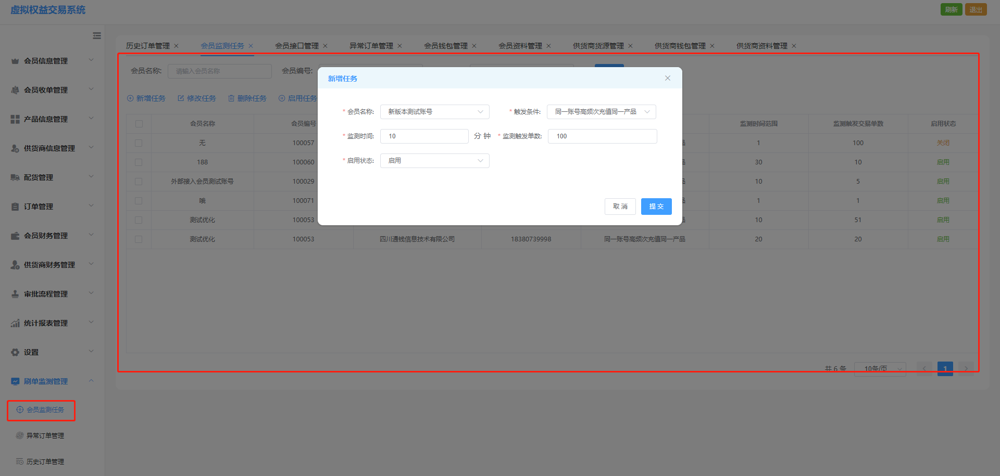 虚拟权益交易系统
刷新 退出
历史订单管理 会员监测任务 会员接口管理 异常订单管理 会员钱包管理 会员资料管理 供货商货源管理 供货商钱包管理 供货商资料管理
会员信息管理
会员收单管理
产品信息管理
供货商信息管理
配货管理
订单管理
会员财务管理
供货商财务管理
审批流程管理
统计报表管理
设置
刷单监测管理
会员监测任务
异常订单管理
历史订单管理
会员名称: 请输入会员名称 会员编号:
新增任务 修改任务 删除任务 启用任务
会员名称 会员编号 监测时间范围 监测触发交易单数 启用状态
无 100057 品 1 100 关闭
188 100060 品 30 10 启用
外部接入会员测试账号 100029 品 10 5 启用
哦 100071 品 1 1 启用
测试优化 100053 品 10 51 启用
测试优化 100053 四川通钱信息技术有限公司 18380739998 同一账号高频次充值同一产品 20 20 启用
共 6 条 10条/页 1
新增任务
* 会员名称: 新版本测试账号 * 触发条件: 同一账号高频次充值同一产品
* 监测时间: 10 分 钟 * 监测触发单数: 100
* 启用状态: 启用
取 消 提 交